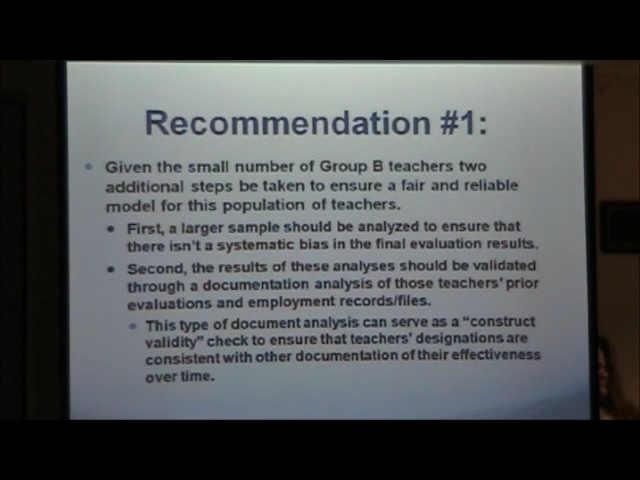 Recommendation #1:
Given the small number of Group B teachers two
additional steps be taken to ensure a fair and reliable
model for this population of teachers.
First, a larger sample should be analyzed to ensure that
there isn't a systematic bias in the final evaluation results.
Second, the results of these analyses should be validated
through a documentation analysis of those teachers' prior
evaluations and employment records/files.
This type of document analysis can serve as a "construct
validity" check to ensure that teachers' designations are
consistent with other documentation of their effectiveness
over time.